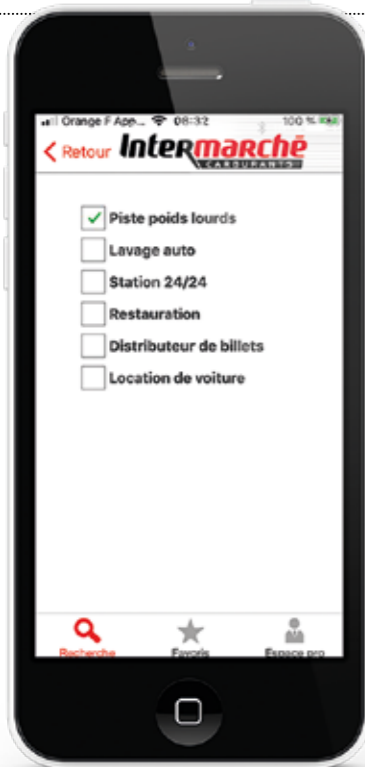 Orange F App... 08:32 100 %
Retour Intermarché
CARBURANTS
Piste poids lourds
Lavage auto
Station 24/24
Restauration
Distributeur de billets
Location de voiture
Recherche Favoris Espace pro